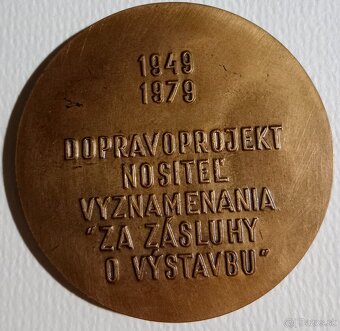 1949
1979
DOPRAVOPROJEKT
NOSITEĽ
VYZNAMENANIA
"ZA ZÁSLUHY
O VÝSTAVBU"